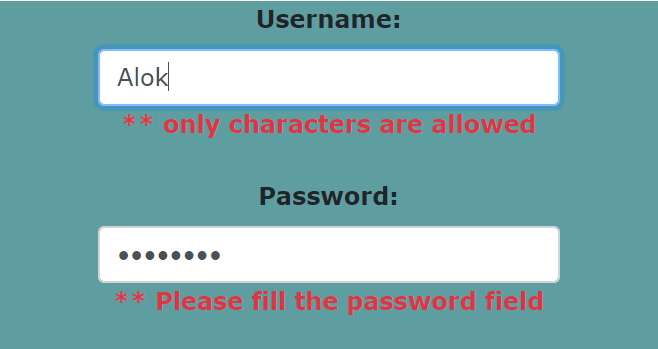 Username:
Alok
** only characters are allowed
Password:
••••••••
** Please fill the password field